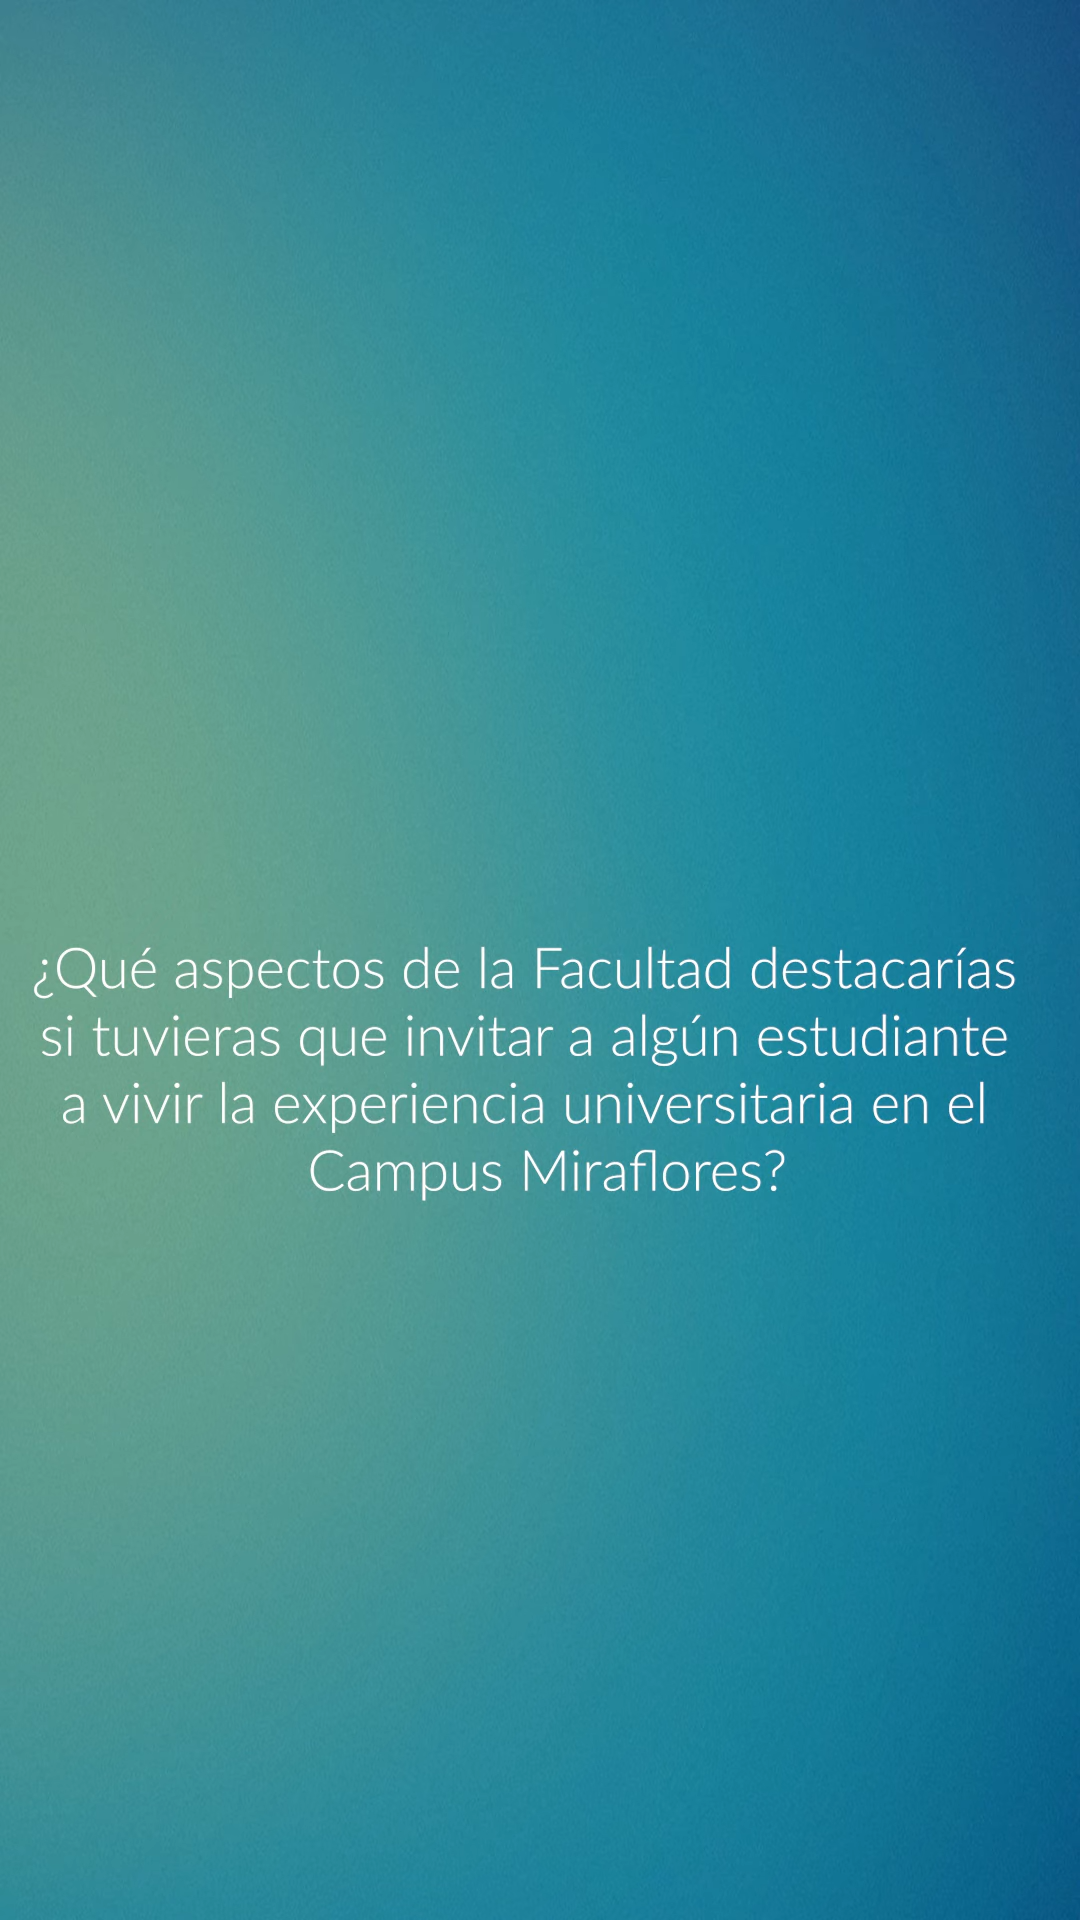 ¿Qué aspectos de la Facultad destacarías
si tuvieras que invitar a algún estudiante
a vivir la experiencia universitaria en el
Campus Miraflores?